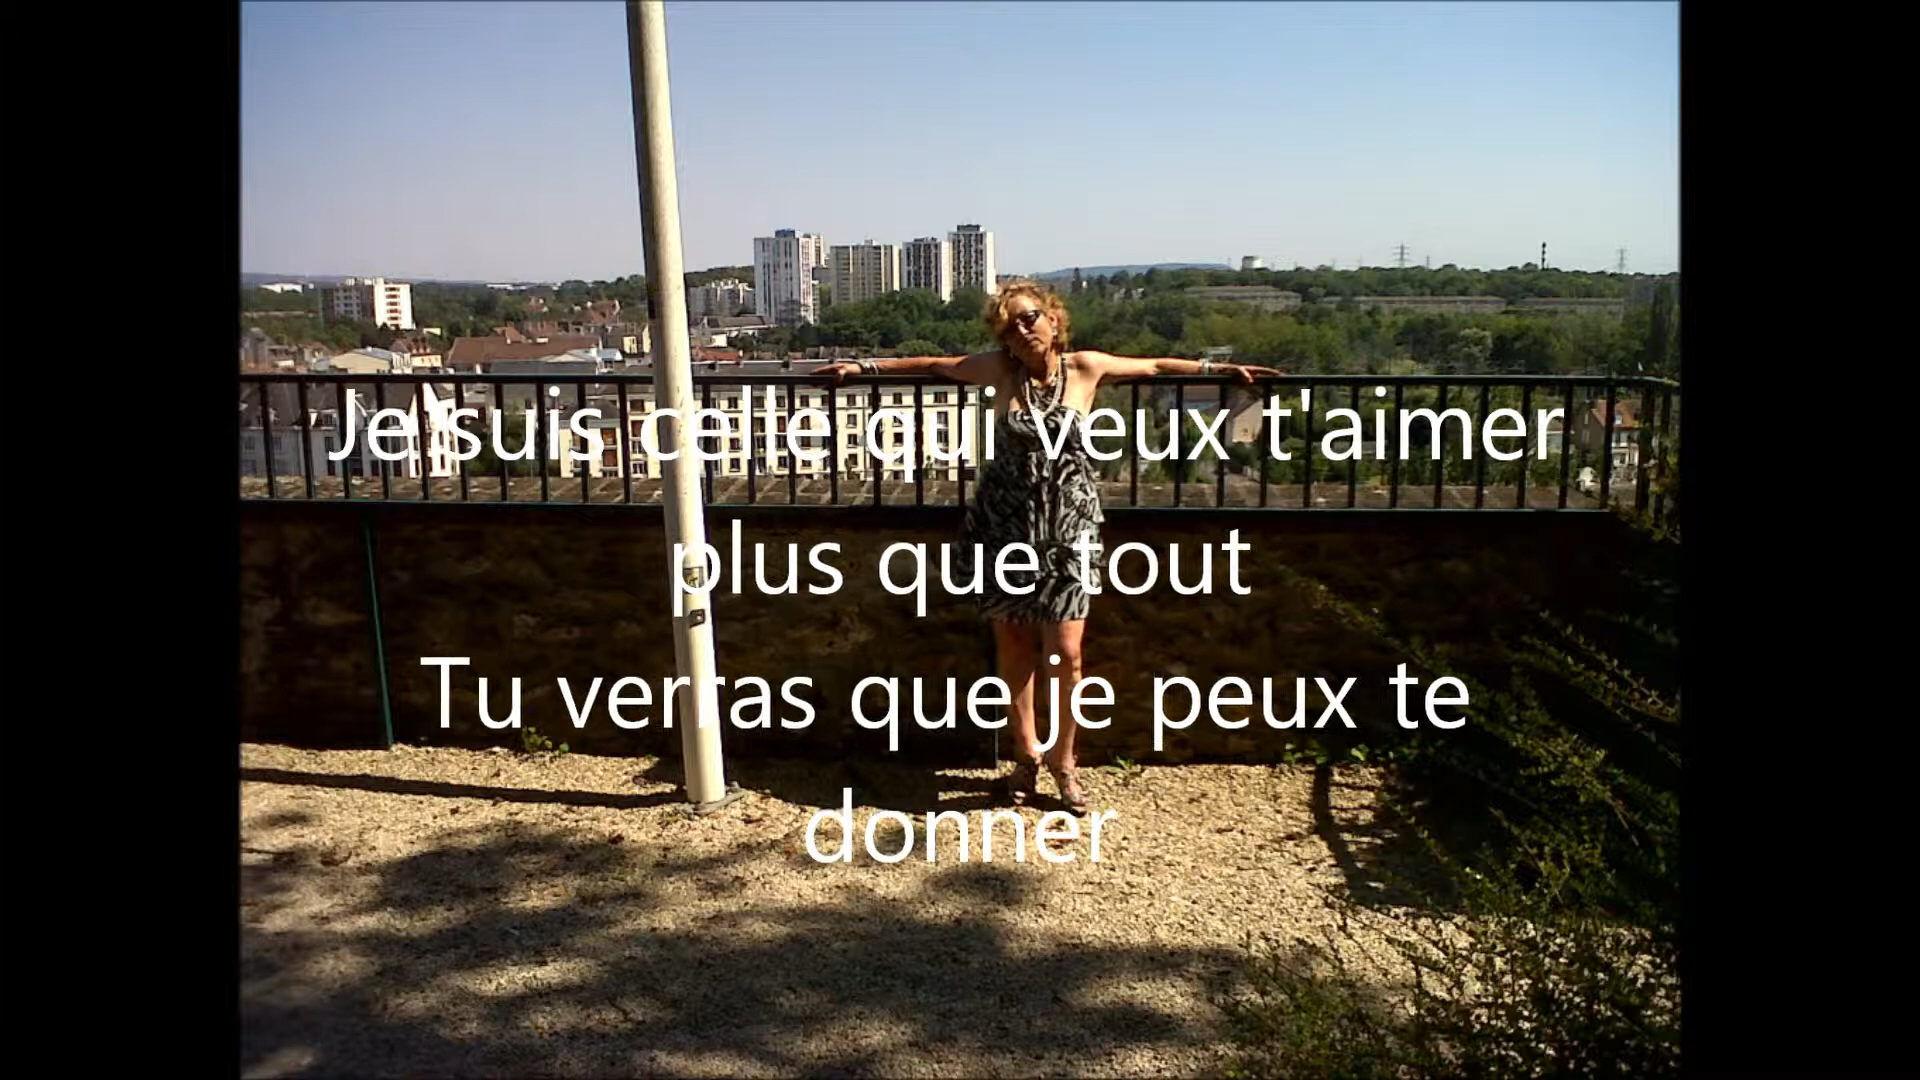 Je suis celle qui veux t'aimer
plus que tout
Tu verras que je peux te
donner